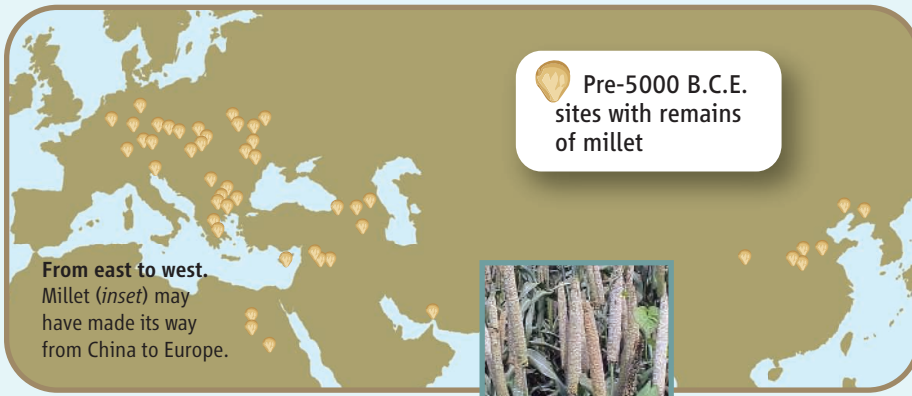 Pre-5000 B.C.E.
sites with remains
of millet
From east to west.
Millet (inset) may
have made its way
from China to Europe.